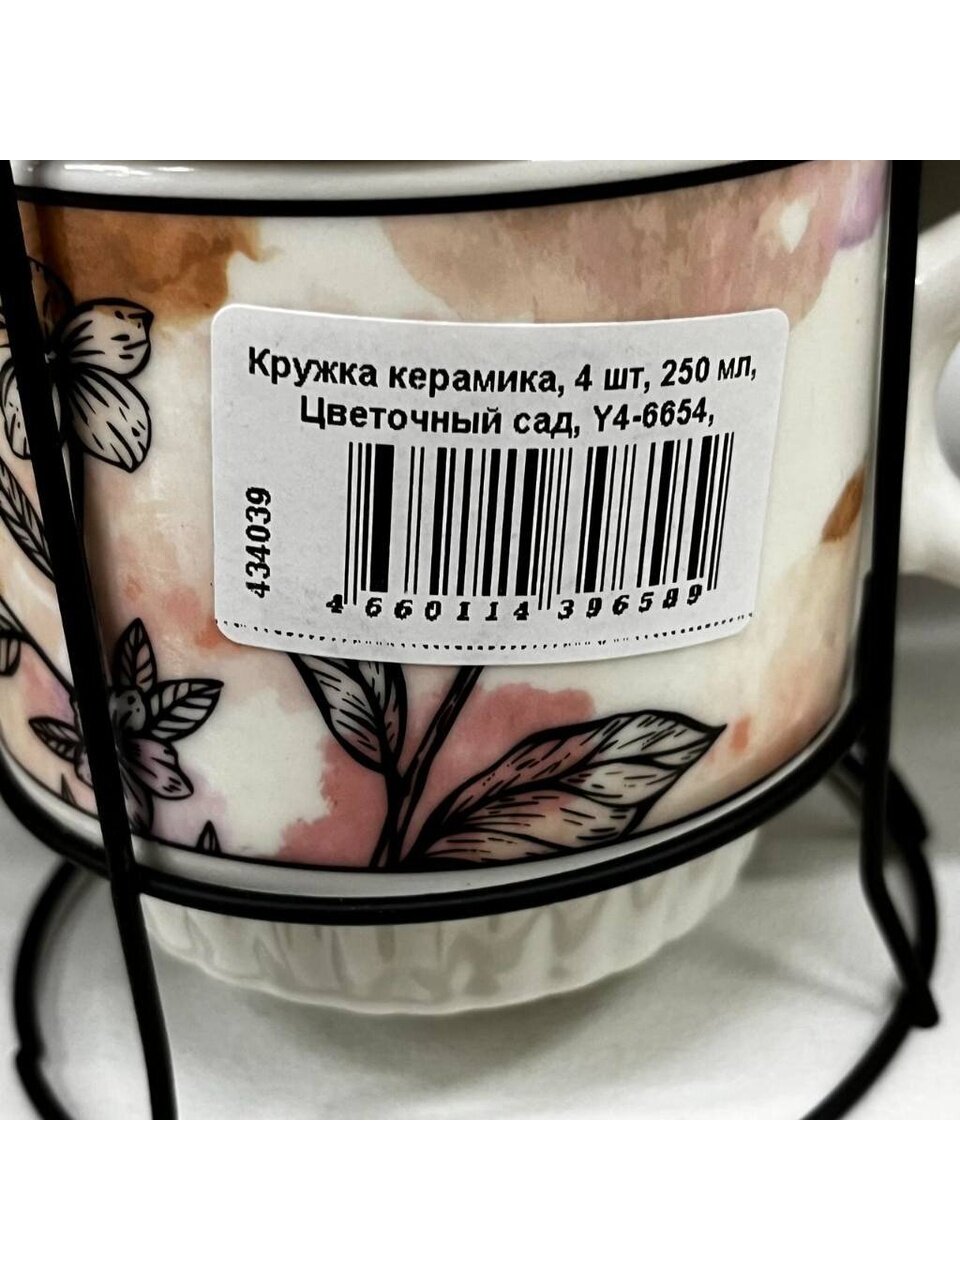 Кружка керамика, 4 шт, 250 мл,
Цветочный сад, Y4-6654,
434039
4 660114 396589